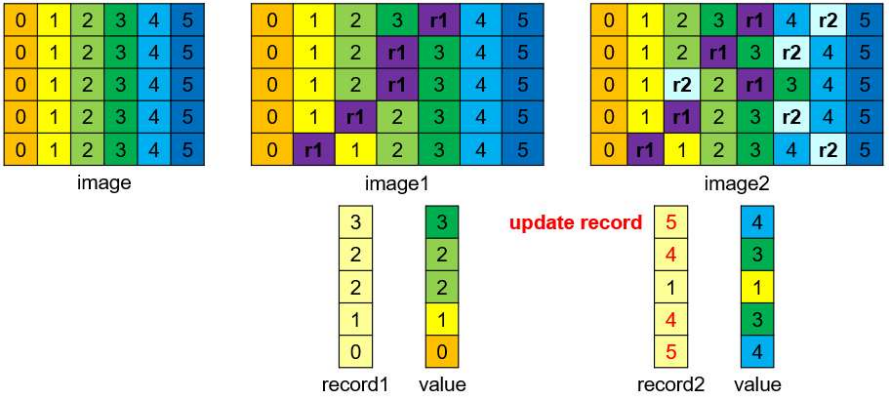 0 1 2 3 4 5 0 1 2 3 r1 4 5 0 1 2 3 r1 4 r2 5
0 1 2 3 4 5 0 1 2 r1 3 4 5 0 1 2 r1 3 r2 4 5
0 1 2 3 4 5 0 1 2 r1 3 4 5 0 1 r2 2 r1 3 4 5
0 1 2 3 4 5 0 1 r1 2 3 4 5 0 1 r1 2 3 r2 4 5
0 1 2 3 4 5 0 r1 1 2 3 4 5 0 r1 1 2 3 4 r2 5
image image1 image2
3 3 update record 5 4
2 2 4 3
2 2 1 1
1 1 4 3
0 0 5 4
record1 value record2 value